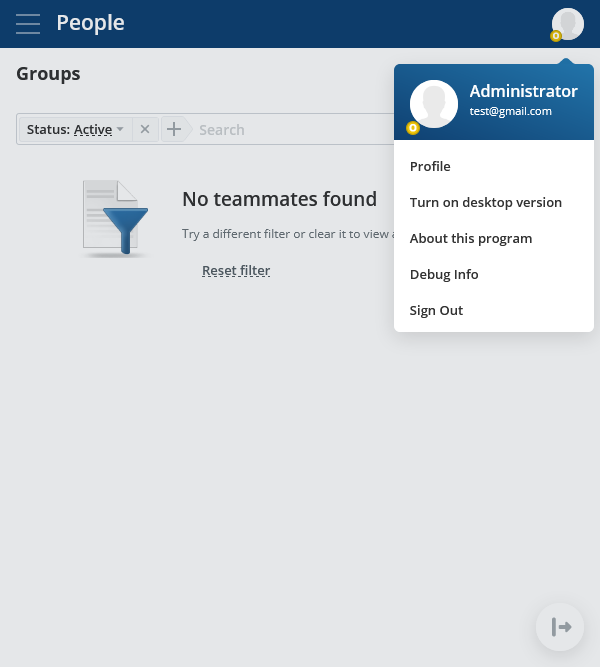 People
Groups
Status: Active
Search
No teammates found
Try a different filter or clear it to view
Reset filter
Administrator
test@gmail.com
Profile
Turn on desktop version
About this program
Debug Info
Sign Out